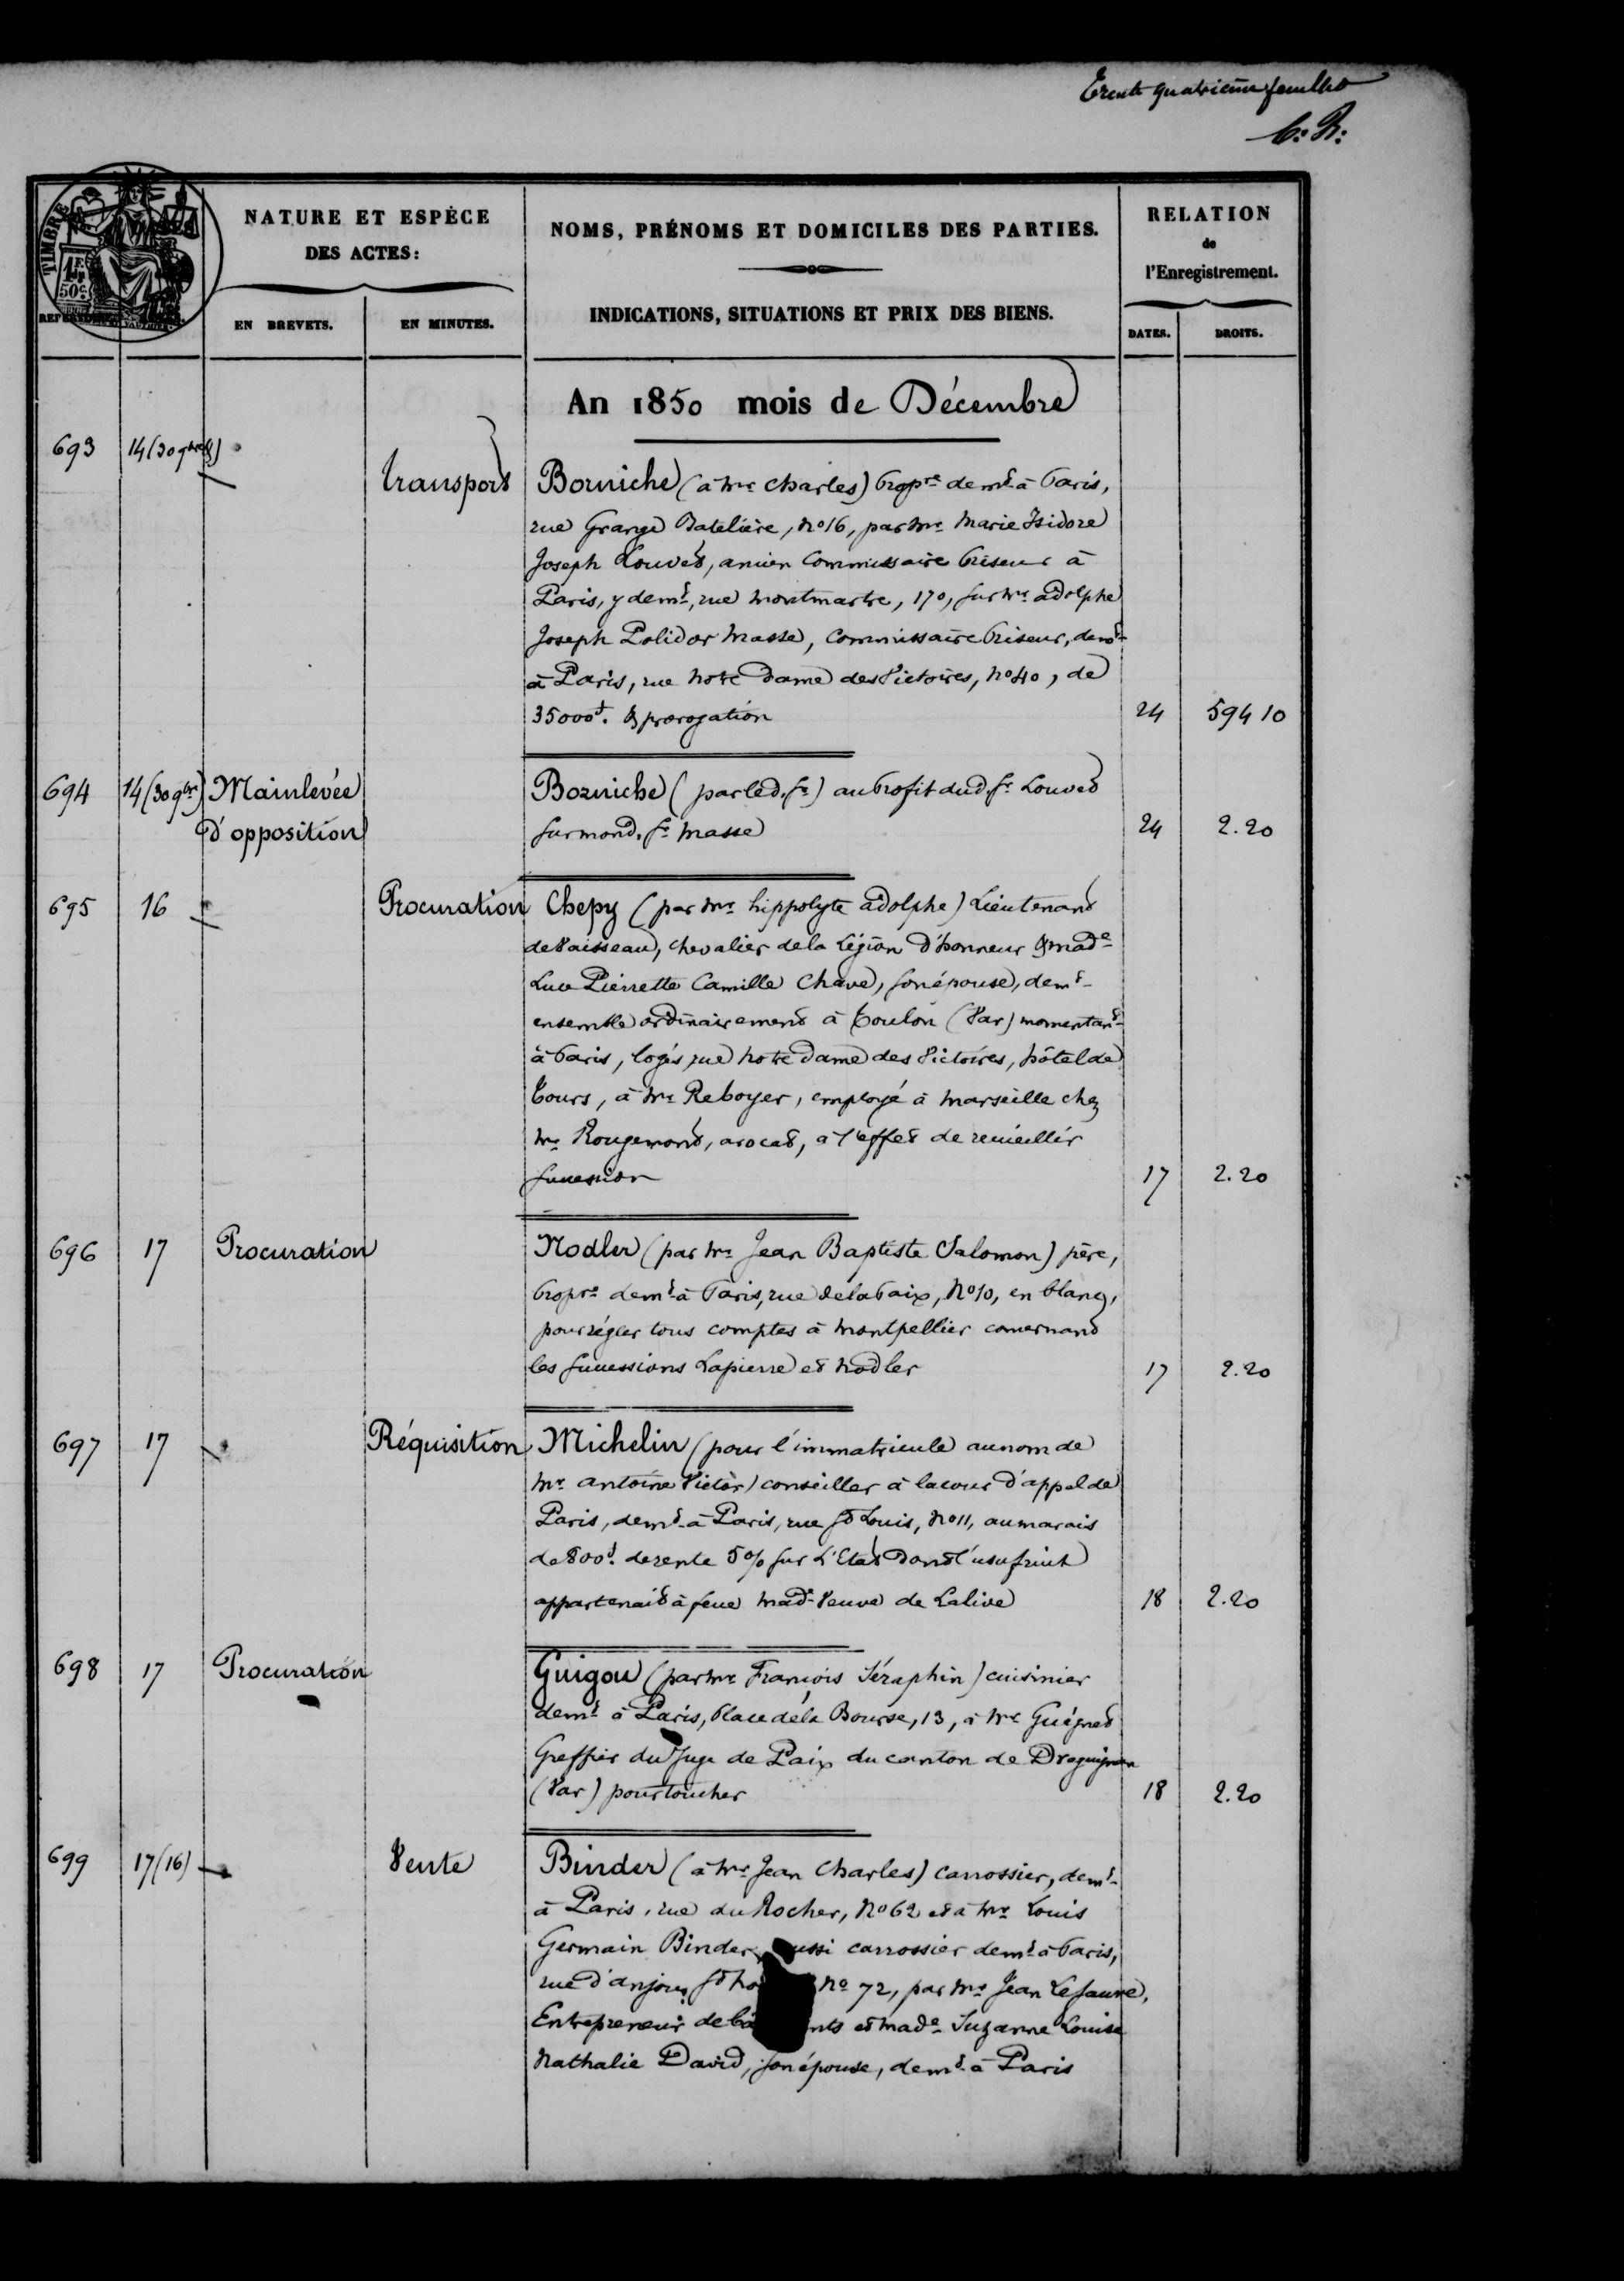 Trente quatrième feuillet
C. R.
TIMBRE
1F 50c
NATURE ET ESPÈCE
DES ACTES:
EN BREVETS.
EN MINUTES.
NOMS, PRÉNOMS ET DOMICILES DES PARTIES.
INDICATIONS, SITUATIONS ET PRIX DES BIENS.
RELATION
de
l'Enregistrement.
DATES.
DROITS.
An 1850 mois de Décembre
693 14 (30 9bre)
transport Borniche (à Mr Charles) Propre demt à Paris,
rue Grange Batelière, No 16, par Mr Marie Isidore
Joseph Louvet, ancien Commissaire Priseur à
Paris, y demt, rue Montmartre, 170, sur Mr Adolphe
Joseph Polidor Masse, Commissaire Priseur, demt
à Paris, rue Notre Dame des Victoires, No 40, de
35000f. & prorogation 24 594 10
694 14 (30 9bre) Mainlevée Borniche (par led. Sr) au Profit dud. Sr Louvet
d'opposition sur mond. Sr Masse 24 2.20
695 16 Procuration Chepy (par Mr hippolyte Adolphe) Lieutenant
de Vaisseau, Chevalier de la Légion d'honneur & Made
Luce Pierrette Camille Chave, son épouse, demt
ensemble ordinairement à Toulon (Var) momentant
à Paris, logés rue Notre Dame des Victoires, hôtel de
Tours, à Mr Reboyer, employé à Marseille chez
Mr Rougemont, avocat, à l'effet de recueillir
succession 17 2.20
696 17 Procuration Nodler (par Mr Jean Baptiste Salomon) père,
Propre demt à Paris, rue de la Paix, No 10, en blanc,
pour régler tous comptes à Montpellier concernant
les successions Lapierre et Nodler 17 2.20
697 17 Réquisition Michelin (pour l'immatricule au nom de
Mr Antoine Victor) conseiller à la cour d'appel de
Paris, demt à Paris, rue St Louis, No 11, au marais
de 800f. de rente 5% sur L'Etat Dont l'usufruit
appartenait à feue Made Veuve de Lalive 18 2.20
698 17 Procuration Guigou (par Mr François Séraphin) cuisinier
demt à Paris, Place de la Bourse, 13, à Mr Guignet
Greffier du Juge de Paix du canton de Draguignan
(Var) pour toucher 18 2.20
699 17 (16) Vente Binder (à Mr Jean Charles) Carrossier, demt
à Paris, rue du Rocher, No 62 et à Mr Louis
Germain Binder, aussi carrossier demt à Paris,
rue d'anjou St No 72, par Mr Jean Lefaure,
Entrepreneur de et Made Suzanne Louise
Nathalie David, son épouse, demt à Paris